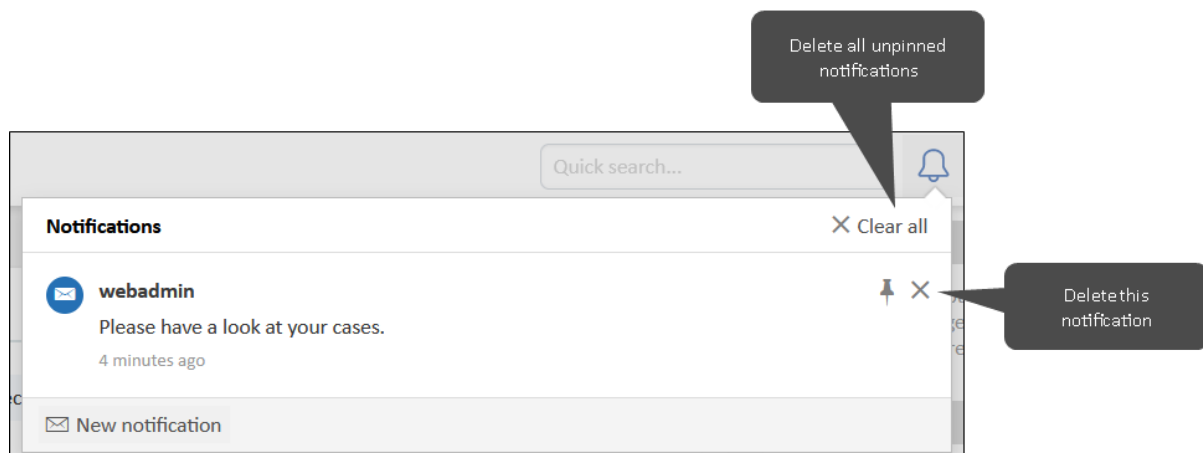 Delete all unpinned
notifications
Quick search...
Notifications
Clear all
webadmin
Please have a look at your cases.
4 minutes ago
Delete this
notification
New notification